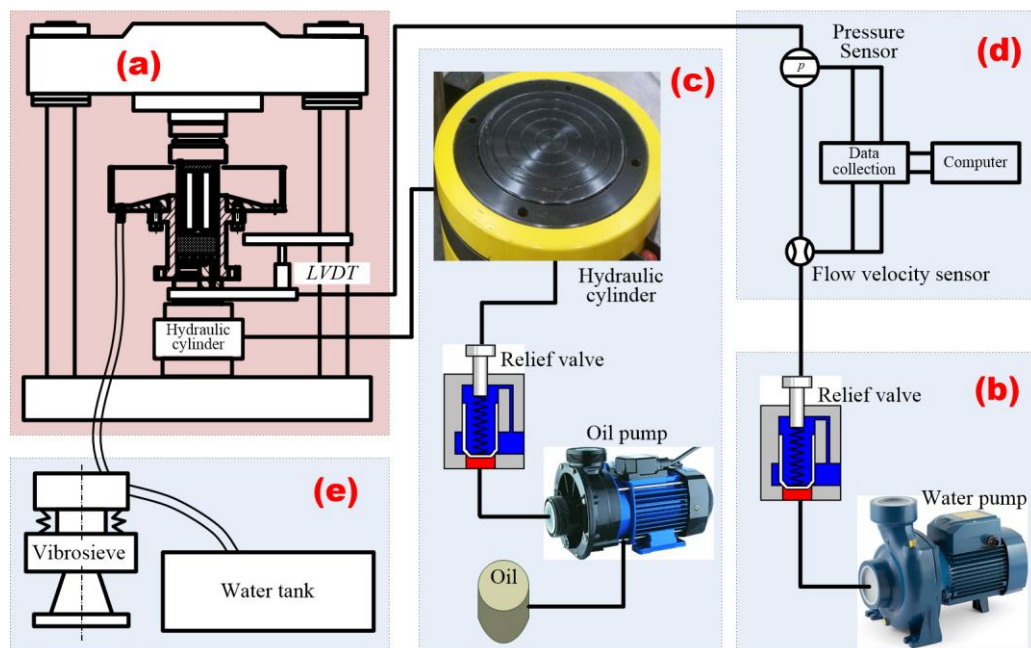 (a)
LVDT
Hydraulic
cylinder
(c)
Hydraulic
cylinder
Relief valve
Oil pump
Oil
(d)
Pressure
Sensor
p
Data
collection
Computer
Flow velocity sensor
(b)
Relief valve
Water pump
(e)
Vibrosieve
Water tank